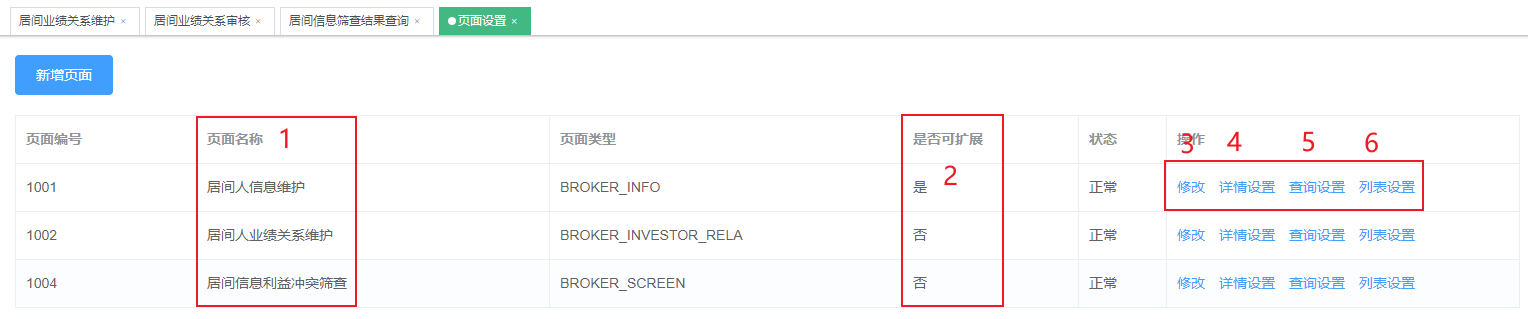 居间业绩关系维护 × 居间业绩关系审核 × 居间信息筛查结果查询 × 页面设置 ×
新增页面
页面编号 页面名称 1 页面类型 是否可扩展 状态 操作 3 4 5 6
1001 居间人信息维护 BROKER_INFO 是 2 正常 修改 详情设置 查询设置 列表设置
1002 居间人业绩关系维护 BROKER_INVESTOR_RELA 否 正常 修改 详情设置 查询设置 列表设置
1004 居间信息利益冲突筛查 BROKER_SCREEN 否 正常 修改 详情设置 查询设置 列表设置